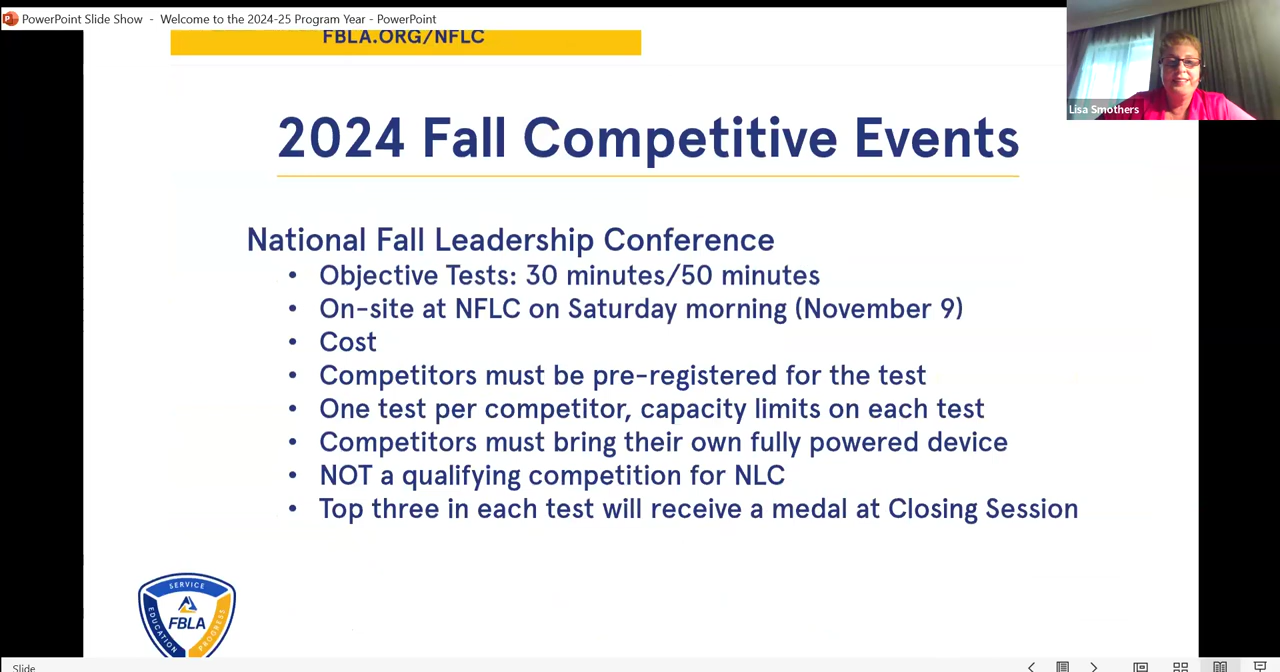 PowerPoint Slide Show - Welcome to the 2024-25 Program Year - PowerPoint
FBLA.ORG/NFLC
Lisa Smothers
2024 Fall Competitive Events
National Fall Leadership Conference
• Objective Tests: 30 minutes/50 minutes
• On-site at NFLC on Saturday morning (November 9)
• Cost
• Competitors must be pre-registered for the test
• One test per competitor, capacity limits on each test
• Competitors must bring their own fully powered device
• NOT a qualifying competition for NLC
• Top three in each test will receive a medal at Closing Session
SERVICE
EDUCATION
PROGRESS
FBLA
Slide